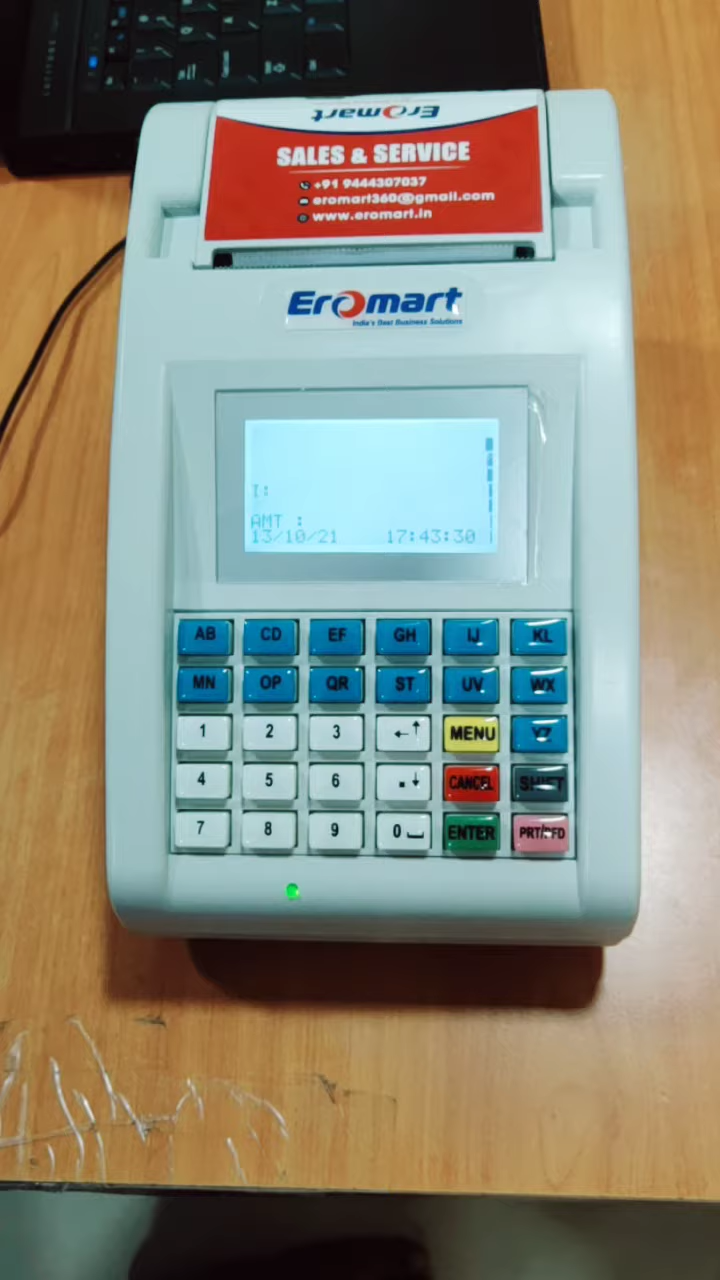 Eromart
SALES & SERVICE
+91 9444307037
eromart360@gmail.com
www.eromart.in
Eromart
India's Best Business Solutions
T:
AMT :
13/10/21 17:43:30
AB CD EF GH IJ KL
MN OP QR ST UV WX
1 2 3 ←↑ MENU YZ
4 5 6 .↓ CANCEL SHIFT
7 8 9 0 ENTER PRT/PFD